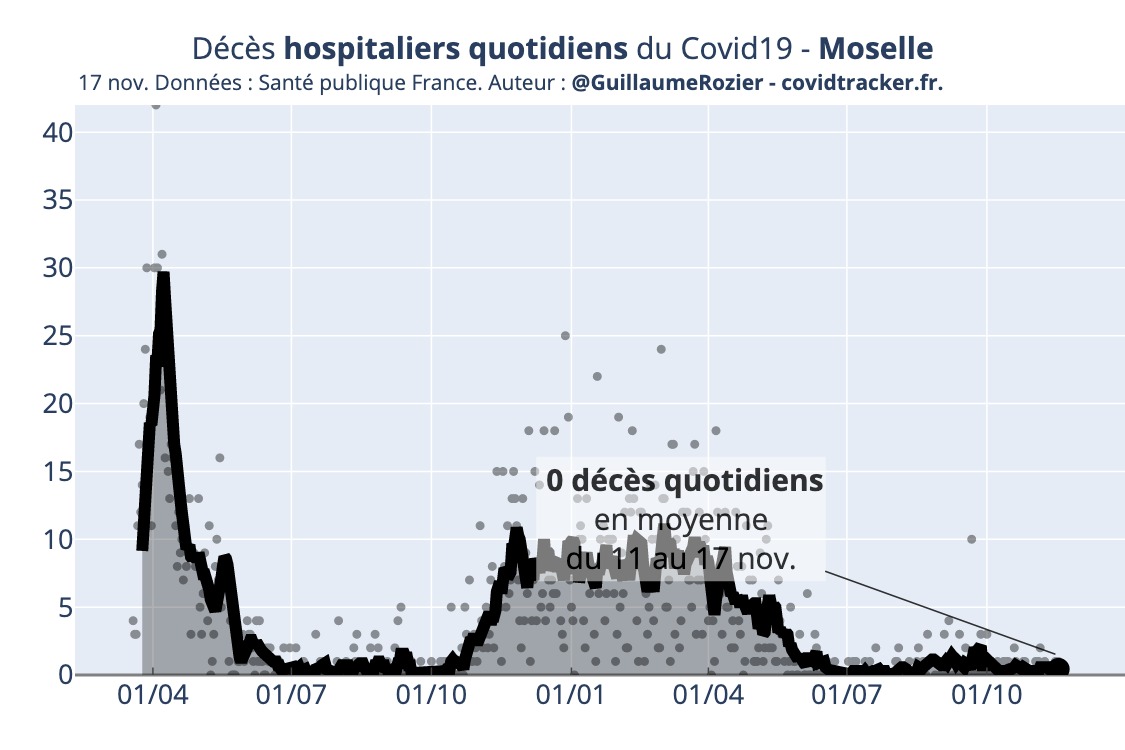 Décès hospitaliers quotidiens du Covid19 - Moselle
17 nov. Données : Santé publique France. Auteur : @GuillaumeRozier - covidtracker.fr.
40
35
30
25
20
15
10
5
0
0 décès quotidiens
en moyenne
du 11 au 17 nov.
01/04 01/07 01/10 01/01 01/04 01/07 01/10